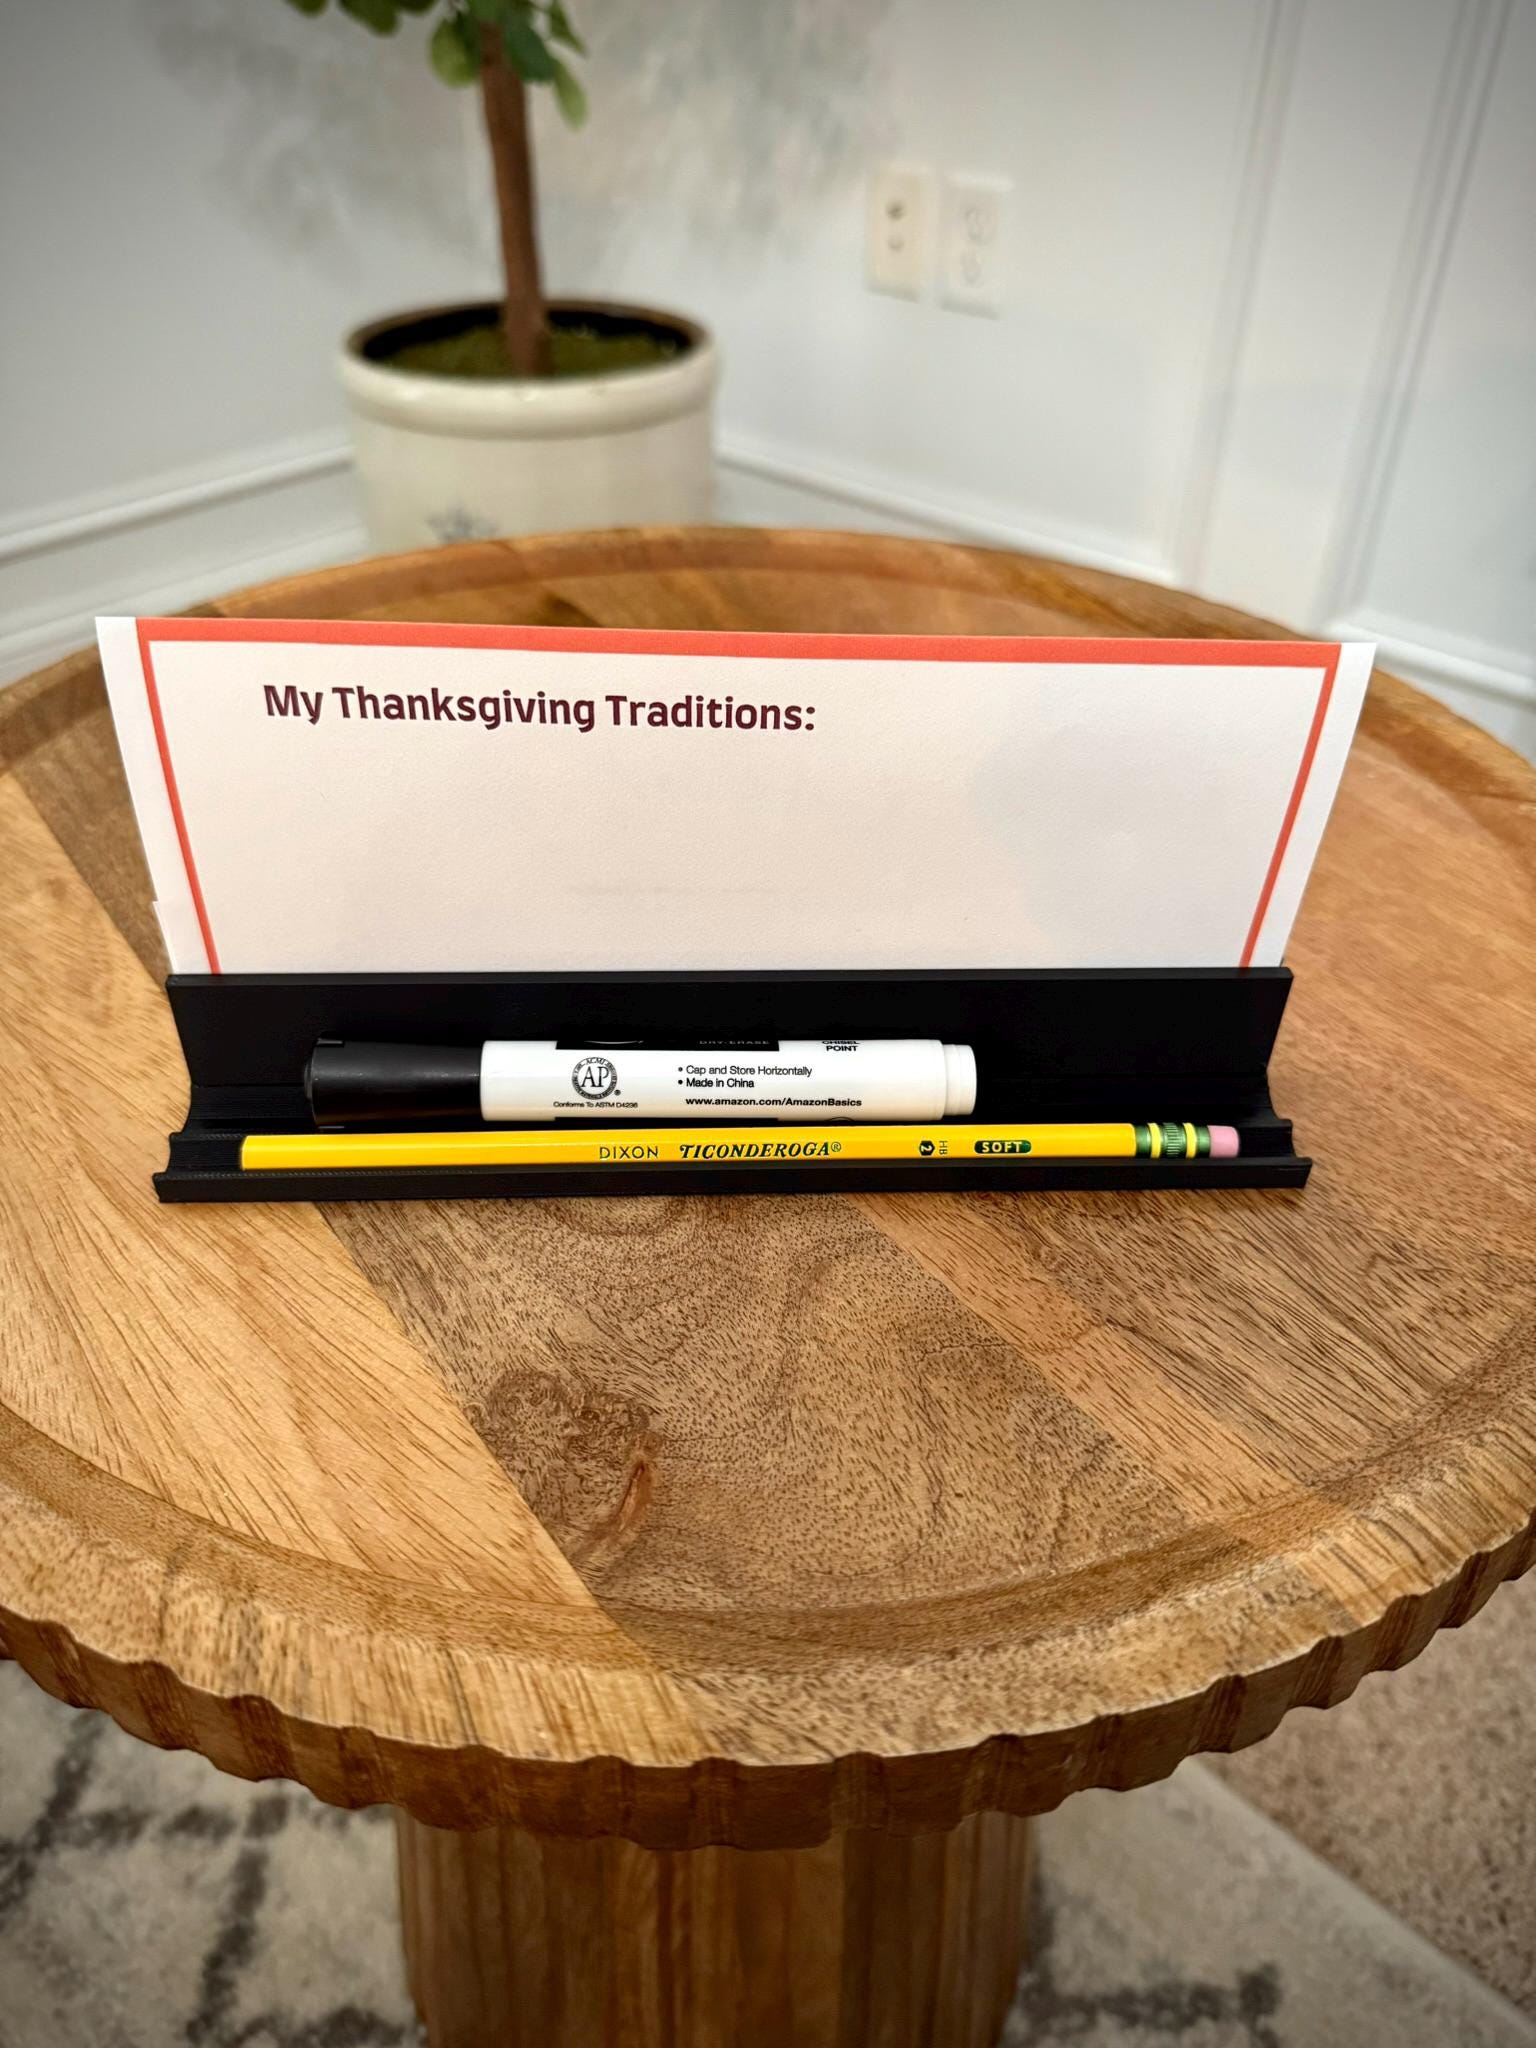 My Thanksgiving Traditions:
DRY-ERASE
CHISEL
POINT
ACMI
AP
®
Conforms To ASTM D4236
• Cap and Store Horizontally
• Made in China
www.amazon.com/AmazonBasics
DIXON TICONDEROGA® 2 HB SOFT